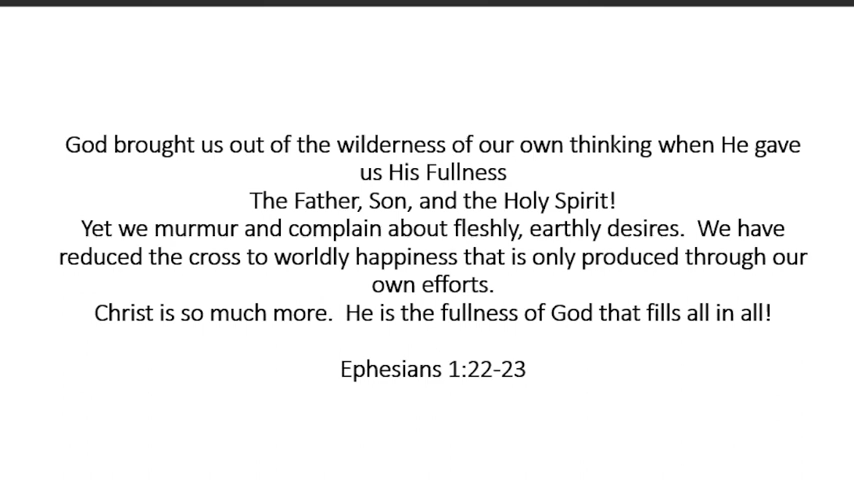 God brought us out of the wilderness of our own thinking when He gave
us His Fullness
The Father, Son, and the Holy Spirit!
Yet we murmur and complain about fleshly, earthly desires.  We have
reduced the cross to worldly happiness that is only produced through our
own efforts.
Christ is so much more.  He is the fullness of God that fills all in all!
Ephesians 1:22-23